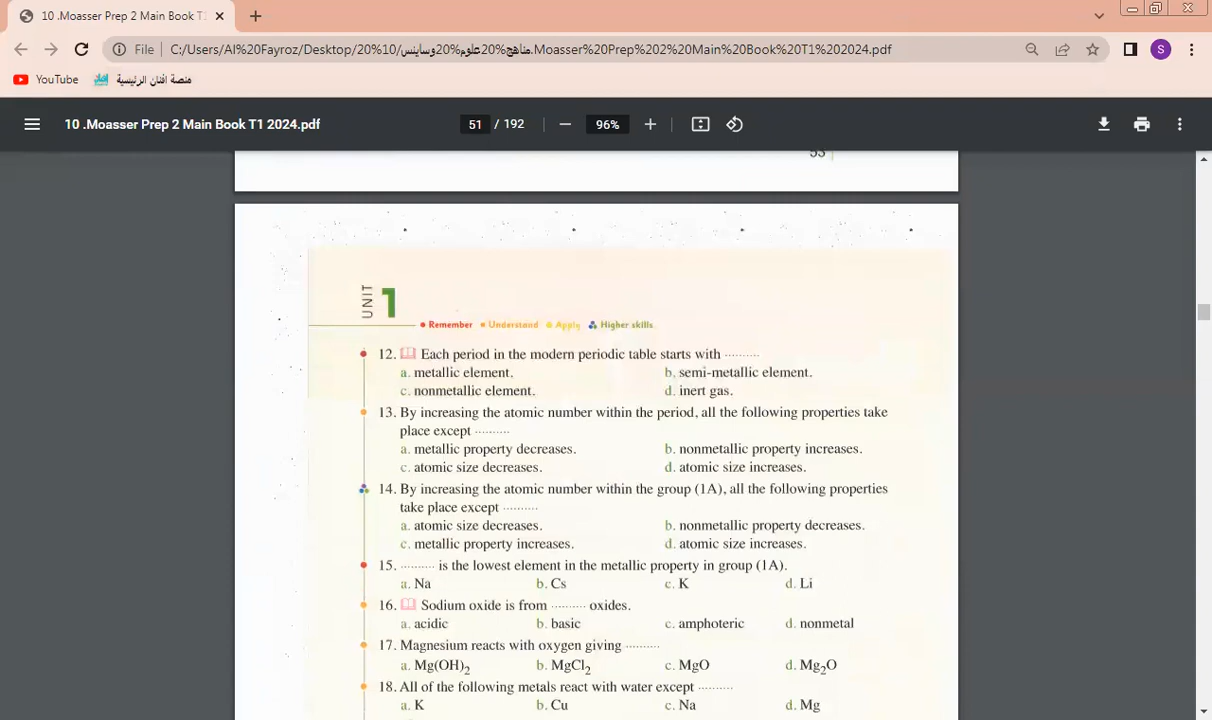 10 .Moasser Prep 2 Main Book T1
File
C:/Users/Al%20Fayroz/Desktop/20%10/مناهج%20علوم%20وساينس.Moasser%20Prep%202%20Main%20Book%20T1%202024.pdf
S
YouTube
منصة أفنان الرئيسية
10 .Moasser Prep 2 Main Book T1 2024.pdf
51 / 192
96%
53
UNIT 1
Remember Understand Apply Higher skills
12. Each period in the modern periodic table starts with ..........
a. metallic element. b. semi-metallic element.
c. nonmetallic element. d. inert gas.
13. By increasing the atomic number within the period, all the following properties take
place except ..........
a. metallic property decreases. b. nonmetallic property increases.
c. atomic size decreases. d. atomic size increases.
14. By increasing the atomic number within the group (1A), all the following properties
take place except ..........
a. atomic size decreases. b. nonmetallic property decreases.
c. metallic property increases. d. atomic size increases.
15. .......... is the lowest element in the metallic property in group (1A).
a. Na b. Cs c. K d. Li
16. Sodium oxide is from .......... oxides.
a. acidic b. basic c. amphoteric d. nonmetal
17. Magnesium reacts with oxygen giving ..........
a. Mg(OH)₂ b. MgCl₂ c. MgO d. Mg₂O
18. All of the following metals react with water except ..........
a. K b. Cu c. Na d. Mg